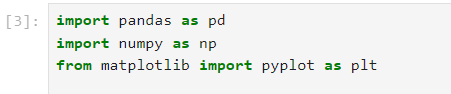 [3]: import pandas as pd
import numpy as np
from matplotlib import pyplot as plt